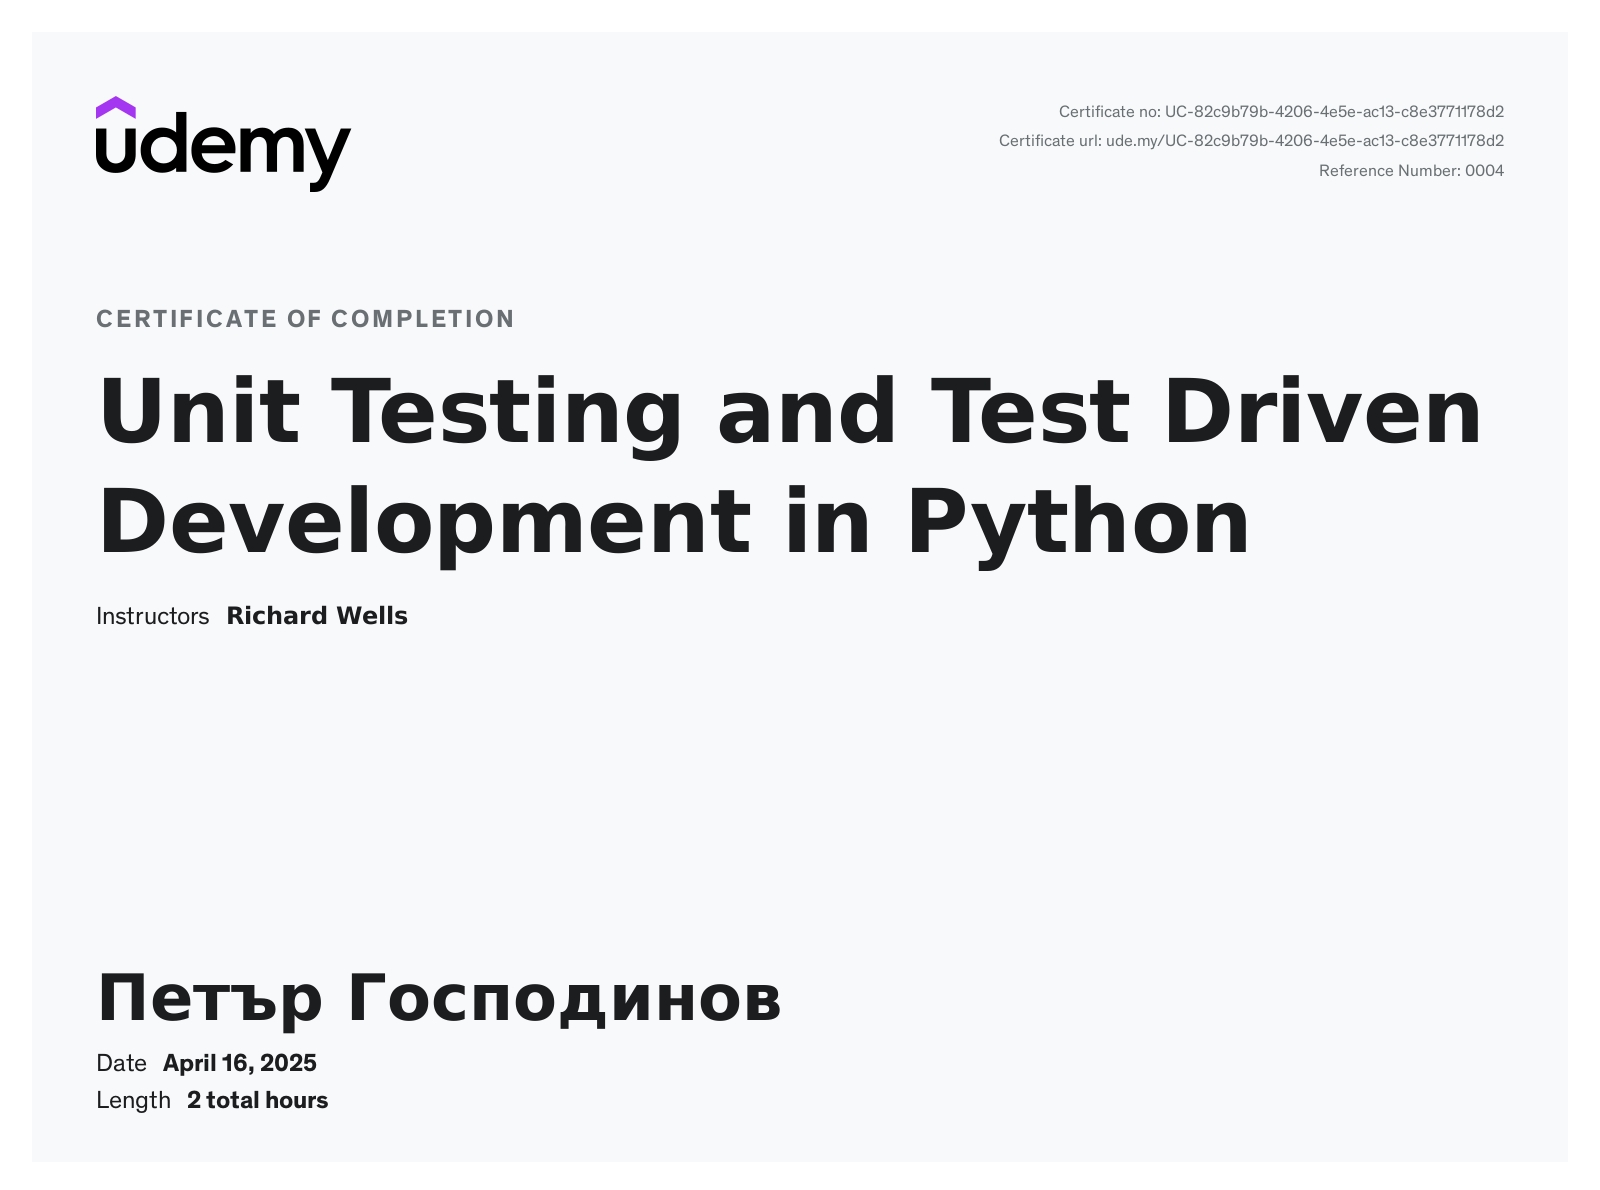 udemy
Certificate no: UC-82c9b79b-4206-4e5e-ac13-c8e3771178d2
Certificate url: ude.my/UC-82c9b79b-4206-4e5e-ac13-c8e3771178d2
Reference Number: 0004
CERTIFICATE OF COMPLETION
Unit Testing and Test Driven
Development in Python
Instructors Richard Wells
Петър Господинов
Date April 16, 2025
Length 2 total hours